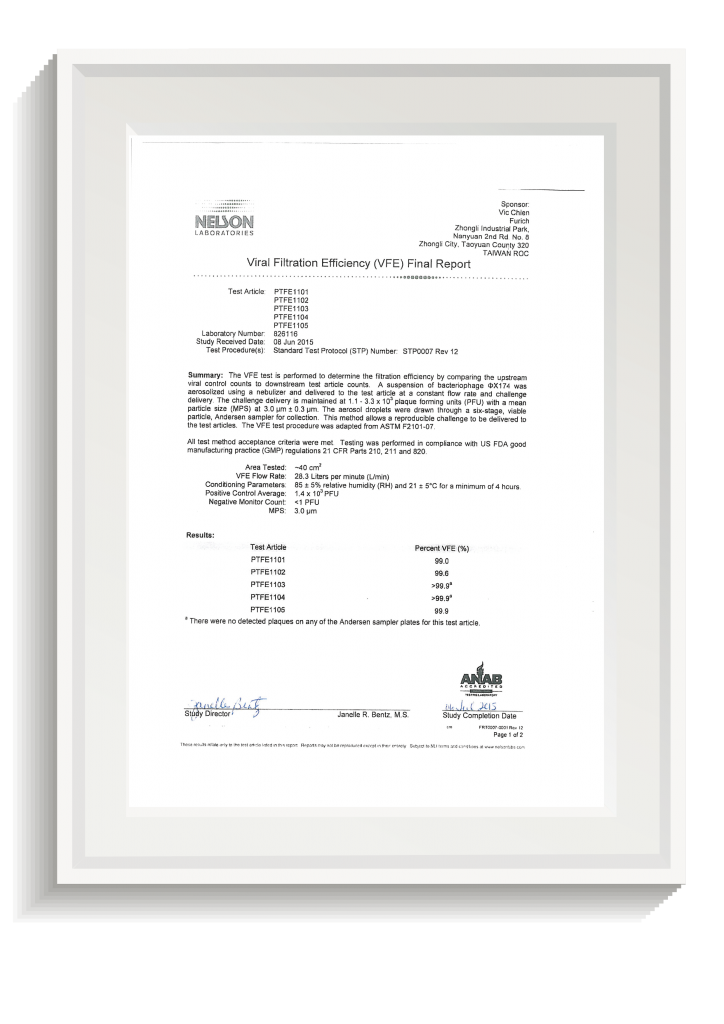 NELSON
LABORATORIES
Sponsor:
Vic Chien
Furich
Zhongli Industrial Park,
Nanyuan 2nd Rd No. 8
Zhongli City, Taoyuan County 320
TAIWAN ROC
Viral Filtration Efficiency (VFE) Final Report
Test Article: PTFE1101
PTFE1102
PTFE1103
PTFE1104
PTFE1105
Laboratory Number: 826116
Study Received Date: 08 Jun 2015
Test Procedure(s): Standard Test Protocol (STP) Number: STP0007 Rev 12
Summary: The VFE test is performed to determine the filtration efficiency by comparing the upstream
viral control counts to downstream test article counts. A suspension of bacteriophage ΦX174 was
aerosolized using a nebulizer and delivered to the test article at a constant flow rate and challenge
delivery. The challenge delivery is maintained at 1.1 - 3.3 x 10³ plaque forming units (PFU) with a mean
particle size (MPS) at 3.0 µm ± 0.3 µm. The aerosol droplets were drawn through a six-stage, viable
particle, Andersen sampler for collection. This method allows a reproducible challenge to be delivered to
the test articles. The VFE test procedure was adapted from ASTM F2101-07.
All test method acceptance criteria were met. Testing was performed in compliance with US FDA good
manufacturing practice (GMP) regulations 21 CFR Parts 210, 211 and 820.
Area Tested: ~40 cm²
VFE Flow Rate: 28.3 Liters per minute (L/min)
Conditioning Parameters: 85 ± 5% relative humidity (RH) and 21 ± 5°C for a minimum of 4 hours.
Positive Control Average: 1.4 x 10³ PFU
Negative Monitor Count: <1 PFU
MPS: 3.0 µm
Results:
Test Article Percent VFE (%)
PTFE1101 99.0
PTFE1102 99.6
PTFE1103 >99.9ª
PTFE1104 >99.9ª
PTFE1105 99.9
ª There were no detected plaques on any of the Andersen sampler plates for this test article.
ANAB
ACCREDITED
TESTING LABORATORY
Janelle Bentz
2015
Study Director Janelle R. Bentz, M.S. Study Completion Date
FRT0007-0001 Rev 12
Page 1 of 2
These results relate only to the test article listed in this report. Reports may not be reproduced except in their entirety. Subject to NLI terms and conditions at www.nelsonlabs.com.